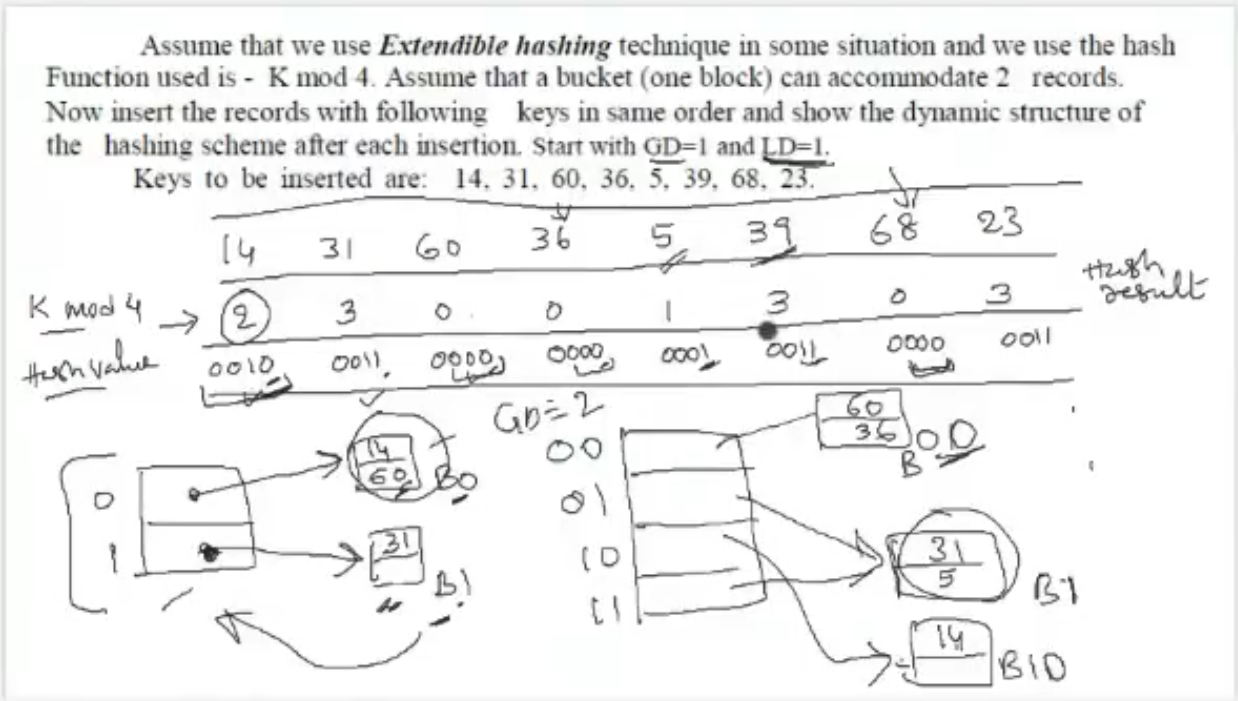 Assume that we use Extendible hashing technique in some situation and we use the hash
Function used is - K mod 4. Assume that a bucket (one block) can accommodate 2 records.
Now insert the records with following keys in same order and show the dynamic structure of
the hashing scheme after each insertion. Start with GD=1 and LD=1.
Keys to be inserted are: 14, 31, 60, 36, 5, 39, 68, 23.
14 31 60 36 5 39 68 23
K mod 4 → 2 3 0 0 1 3 0 3 Hash result
Hash value 0010 0011 0000 0000 0001 0011 0000 0011
GD=2
0
1
14
60
B0
31
B1
00
01
10
11
60
36
B00
31
5
B1
14
B10